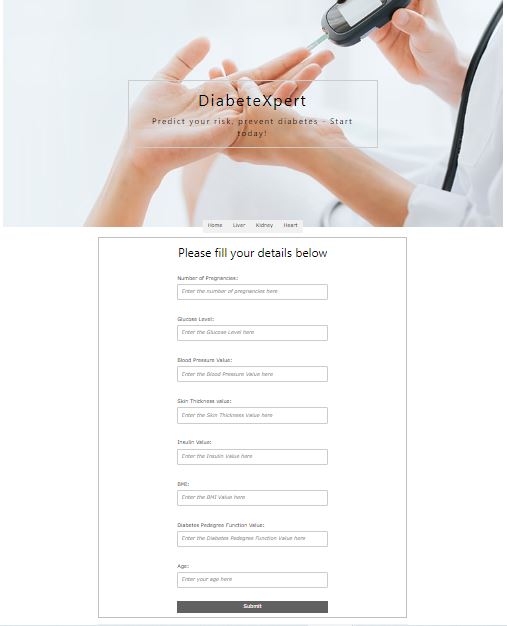 DiabeteXpert
Predict your risk, prevent diabetes - Start
today!
Home Liver Kidney Heart
Please fill your details below
Number of Pregnancies:
Enter the number of pregnancies here
Glucose Level:
Enter the Glucose Level here
Blood Pressure Value:
Enter the Blood Pressure Value here
Skin Thickness value:
Enter the Skin Thickness Value here
Insulin Value:
Enter the Insulin Value here
BMI:
Enter the BMI Value here
Diabetes Pedegree Function Value:
Enter the Diabetes Pedegree Function Value here
Age:
Enter your age here
Submit